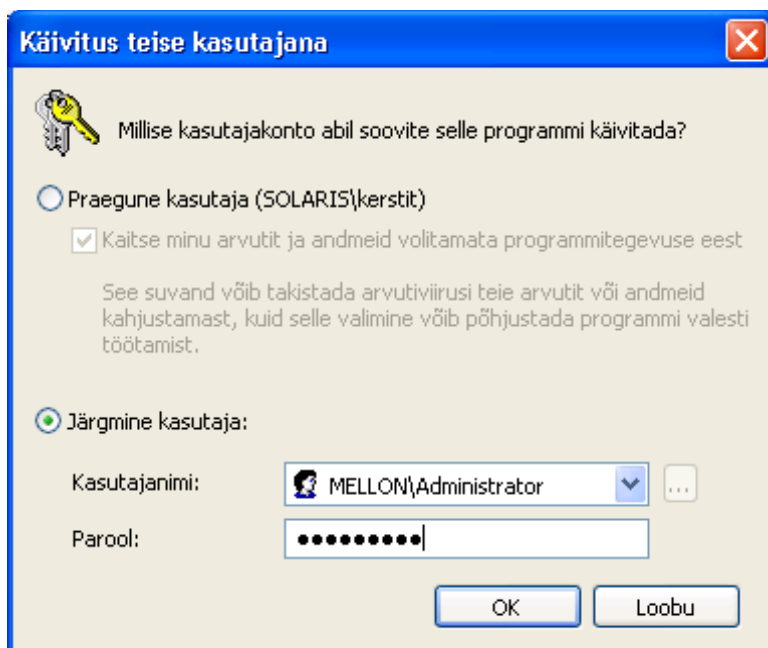 Käivitus teise kasutajana
Millise kasutajakonto abil soovite selle programmi käivitada?
Praegune kasutaja (SOLARIS\kerstit)
Kaitse minu arvutit ja andmeid volitamata programmitegevuse eest
See suvand võib takistada arvutiviirusi teie arvutit või andmeid
kahjustamast, kuid selle valimine võib põhjustada programmi valesti
töötamist.
Järgmine kasutaja:
Kasutajanimi:
MELLON\Administrator
...
Parool:
●●●●●●●●●
OK
Loobu